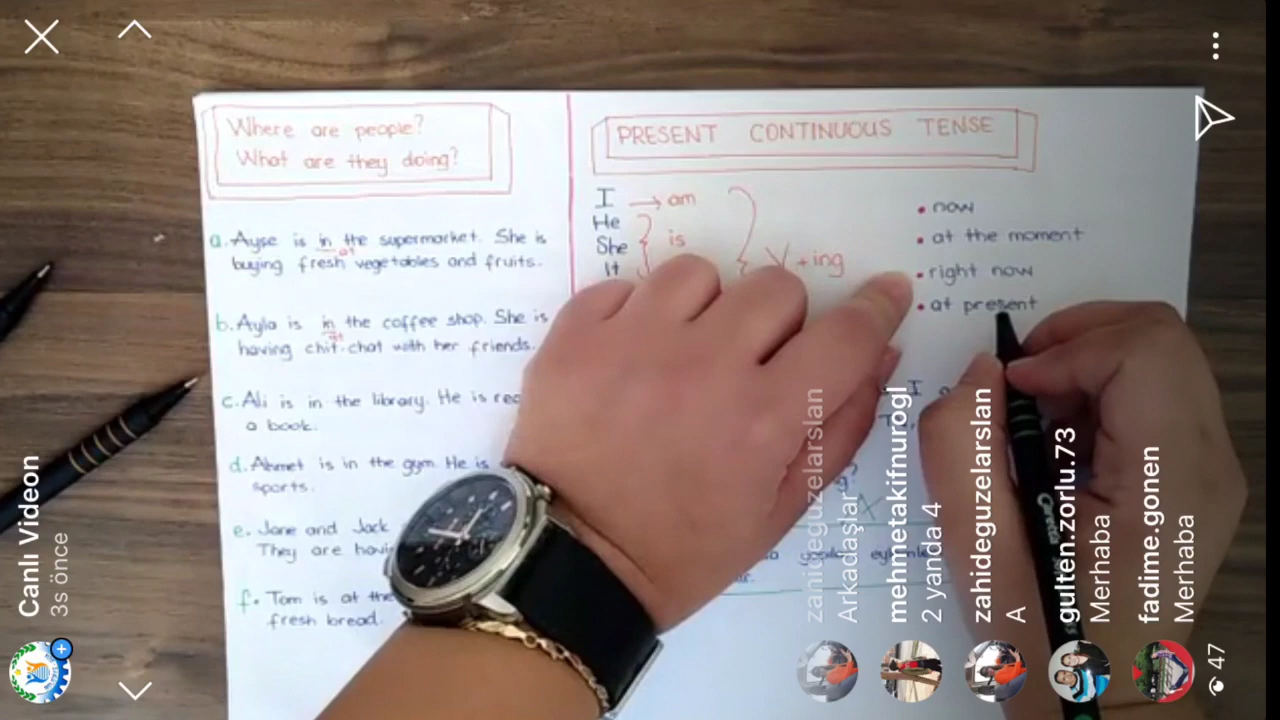 Where are people?
What are they doing?
a. Ayşe is in the supermarket. She is
at
buying fresh vegetables and fruits.
b. Ayla is in the coffee shop. She is
at
having chit-chat with her friends.
c. Ali is in the library. He is
a book.
d. Ahmet is in the gym. He is
sports.
e. Jane and Jack
They are
f. Tom is at the
fresh bread.
PRESENT CONTINUOUS TENSE
I → am
He
She is
It
V + ing
• now
• at the moment
• right now
• at present
I
Canlı Videon
3s önce
zahideguzelarslan
Arkadaşlar
mehmetakifnurogl
2 yanda 4
zahideguzelarslan
A
gulten.zorlu.73
Merhaba
fadime.gonen
Merhaba
47